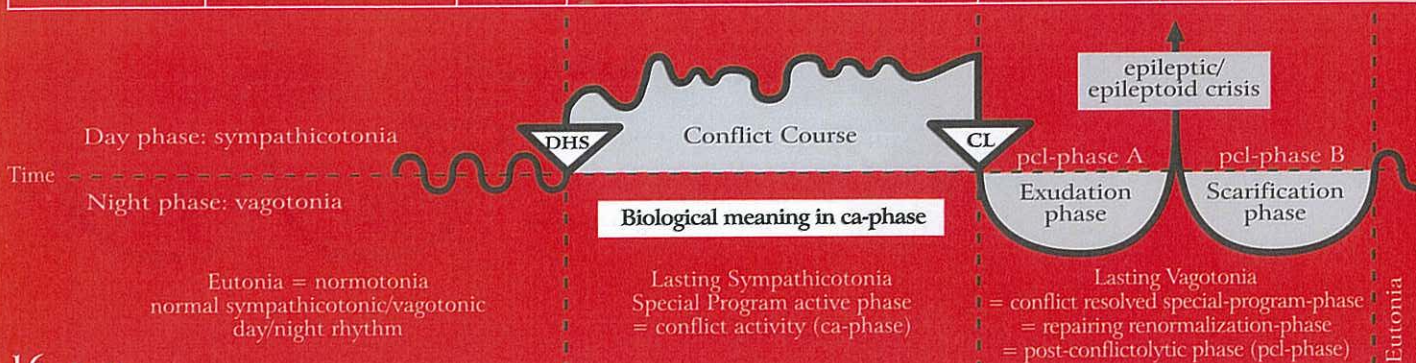 Day phase: sympathicotonia
Time
Night phase: vagotonia
DHS
Conflict Course
CL
epileptic/
epileptoid crisis
pcl-phase A
pcl-phase B
Exudation
phase
Scarification
phase
Biological meaning in ca-phase
Eutonia = normotonia
normal sympathicotonic/vagotonic
day/night rhythm
Lasting Sympathicotonia
Special Program active phase
= conflict activity (ca-phase)
Lasting Vagotonia
= conflict resolved special-program-phase
= repairing renormalization-phase
= post-conflictolytic phase (pcl-phase)
Eutonia